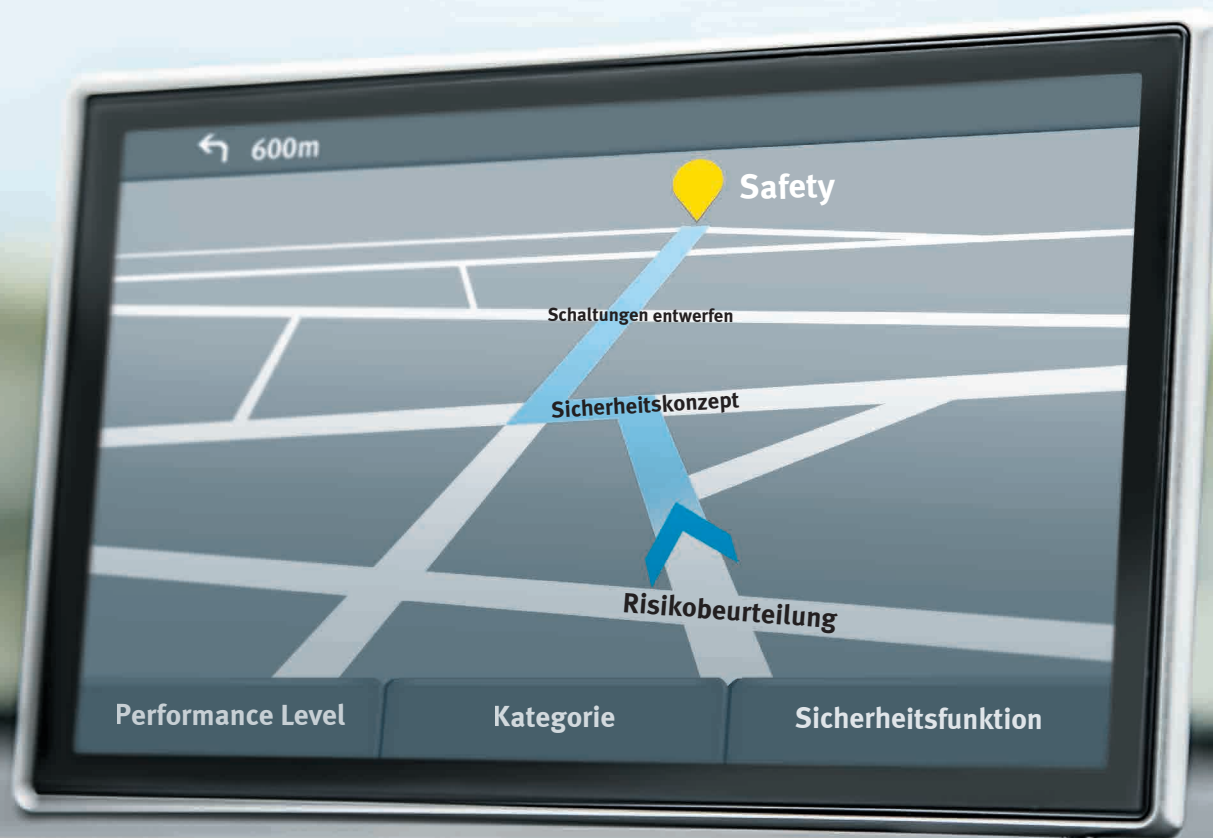 600m
Safety
Schaltungen entwerfen
Sicherheitskonzept
Risikobeurteilung
Performance Level
Kategorie
Sicherheitsfunktion